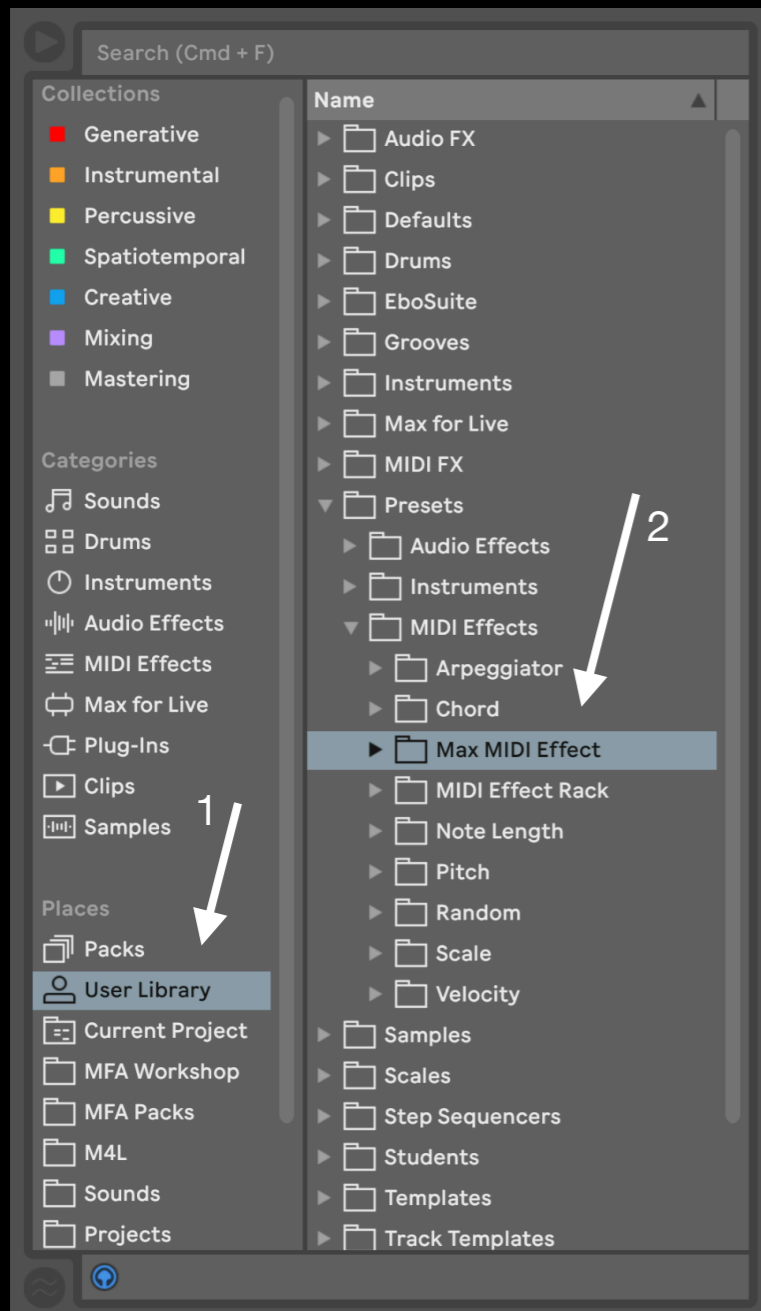 Search (Cmd + F)
Collections
Generative
Instrumental
Percussive
Spatiotemporal
Creative
Mixing
Mastering
Categories
Sounds
Drums
Instruments
Audio Effects
MIDI Effects
Max for Live
Plug-Ins
Clips
Samples
1
Places
Packs
User Library
Current Project
MFA Workshop
MFA Packs
M4L
Sounds
Projects
Name
Audio FX
Clips
Defaults
Drums
EboSuite
Grooves
Instruments
Max for Live
MIDI FX
Presets
2
Audio Effects
Instruments
MIDI Effects
Arpeggiator
Chord
Max MIDI Effect
MIDI Effect Rack
Note Length
Pitch
Random
Scale
Velocity
Samples
Scales
Step Sequencers
Students
Templates
Track Templates